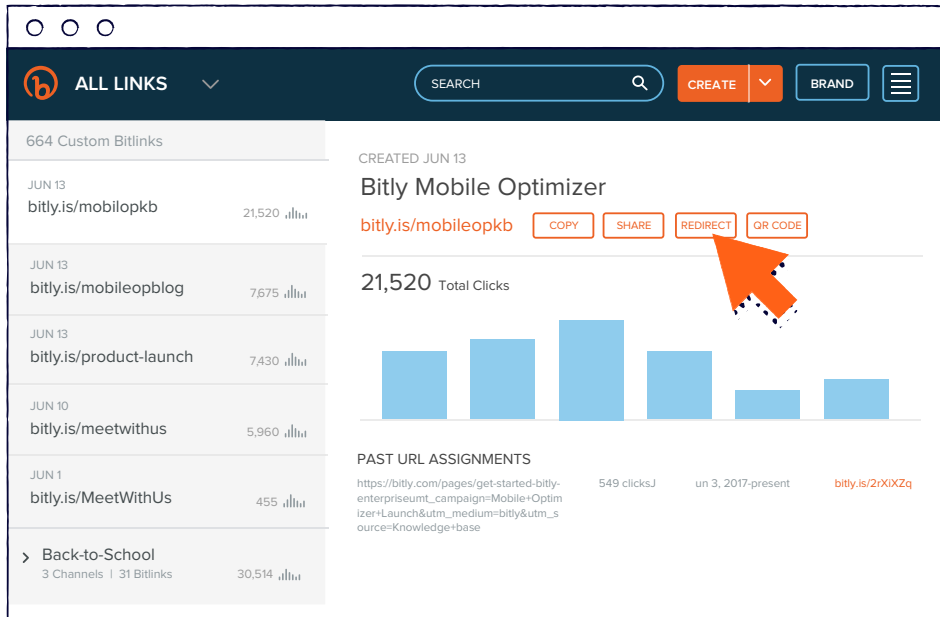 ALL LINKS
SEARCH
CREATE
BRAND
664 Custom Bitlinks
JUN 13
bitly.is/mobilopkb
21,520
JUN 13
bitly.is/mobileopblog
7,675
JUN 13
bitly.is/product-launch
7,430
JUN 10
bitly.is/meetwithus
5,960
JUN 1
bitly.is/MeetWithUs
455
Back-to-School
3 Channels | 31 Bitlinks
30,514
CREATED JUN 13
Bitly Mobile Optimizer
bitly.is/mobileopkb
COPY
SHARE
REDIRECT
QR CODE
21,520 Total Clicks
PAST URL ASSIGNMENTS
https://bitly.com/pages/get-started-bitly-
enterpriseumt_campaign=Mobile+Optim
izer+Launch&utm_medium=bitly&utm_s
ource=Knowledge+base
549 clicksJ
un 3, 2017-present
bitly.is/2rXiXZq